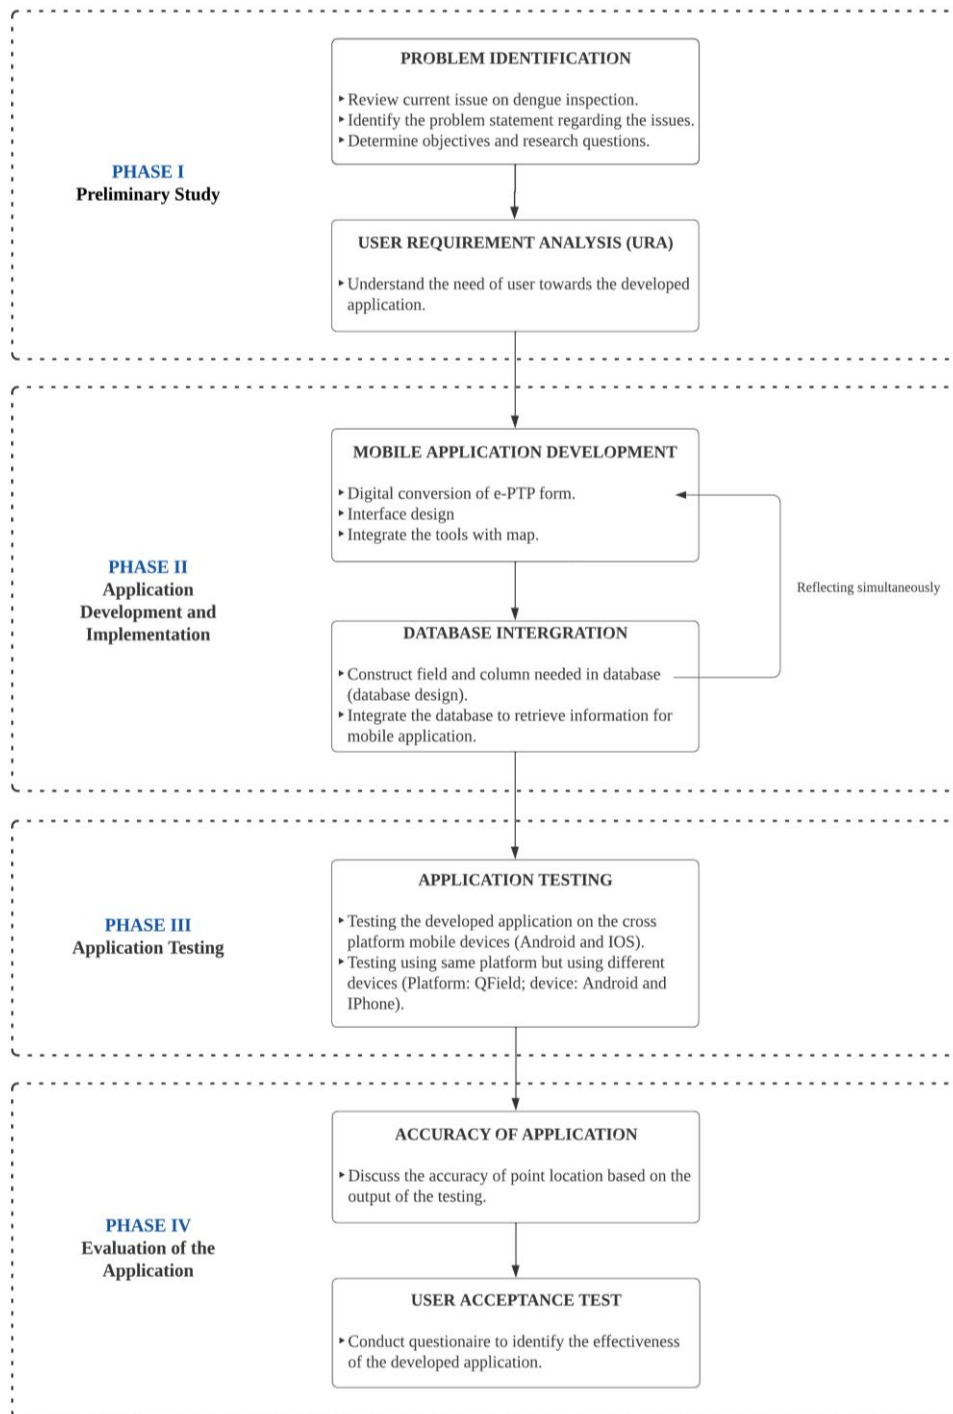 PROBLEM IDENTIFICATION
‣ Review current issue on dengue inspection.
‣ Identify the problem statement regarding the issues.
‣ Determine objectives and research questions.
PHASE I
Preliminary Study
USER REQUIREMENT ANALYSIS (URA)
‣ Understand the need of user towards the developed
application.
MOBILE APPLICATION DEVELOPMENT
‣ Digital conversion of e-PTP form.
‣ Interface design
‣ Integrate the tools with map.
PHASE II
Application
Development and
Implementation
Reflecting simultaneously
DATABASE INTERGRATION
‣ Construct field and column needed in database
(database design).
‣ Integrate the database to retrieve information for
mobile application.
APPLICATION TESTING
‣ Testing the developed application on the cross
platform mobile devices (Android and IOS).
‣ Testing using same platform but using different
devices (Platform: QField; device: Android and
IPhone).
PHASE III
Application Testing
ACCURACY OF APPLICATION
‣ Discuss the accuracy of point location based on the
output of the testing.
PHASE IV
Evaluation of the
Application
USER ACCEPTANCE TEST
‣ Conduct questionaire to identify the effectiveness
of the developed application.